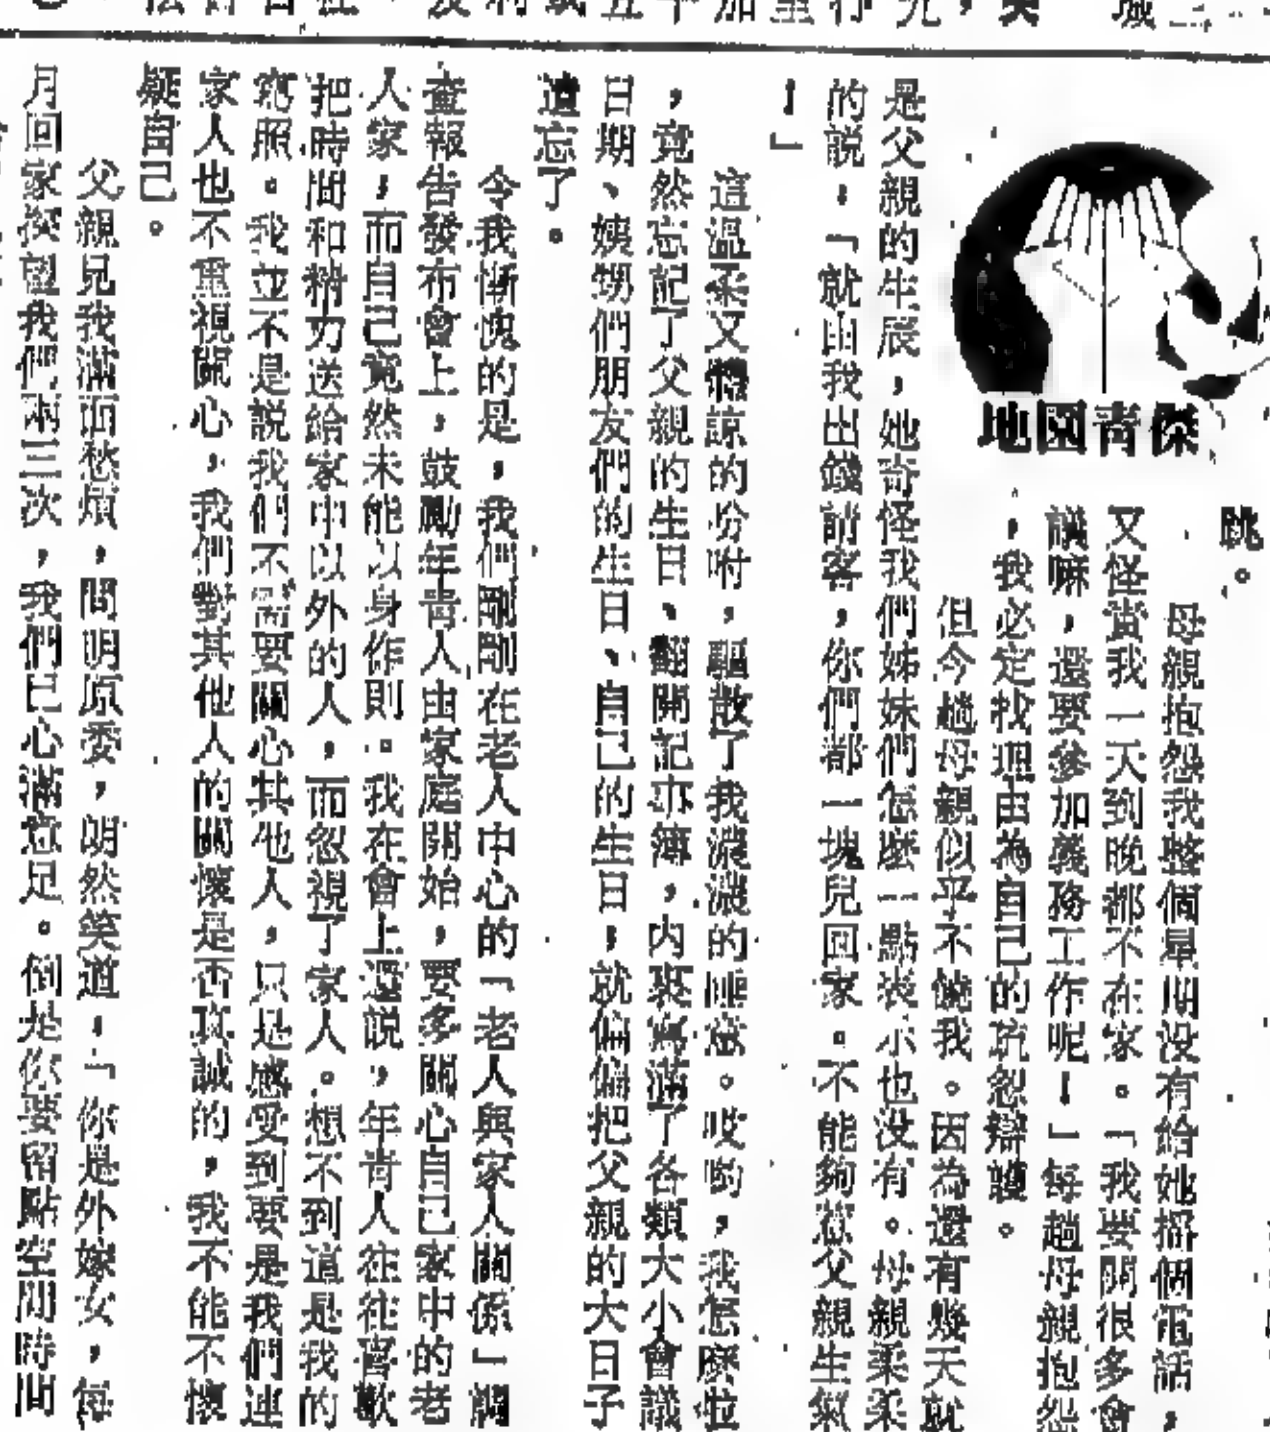 傑青園地
跳。
母親抱怨我整個星期没有給她搖個電話，
又怪責我一天到晚都不在家。「我要開很多會
議嘛，還要參加義務工作呢！」每趟母親抱怨
，我必定找理由為自己的疏忽辯護。
但今趟母親似乎不饒我。因為還有幾天就
是父親的生辰，她奇怪我們姊妹們怎麼一點表示也没有。母親柔柔
的說，「就由我出錢請客，你們都一塊兒回家。不能夠惹父親生氣
！」
這溫柔又體諒的吩咐，驅散了我濃濃的睡意。哎喲，我怎麼啦
，竟然忘記了父親的生日、翻開記事簿，内裏寫滿了各類大小會議
日期、姨甥們朋友們的生日、自己的生日，就偏偏把父親的大日子
遺忘了。
令我慚愧的是，我們剛剛在老人中心的「老人與家人關係」調
查報告發布會上，鼓勵年青人由家庭開始，要多關心自己家中的老
人家，而自己竟然未能以身作則。我在會上還說，年青人往往喜歡
把時間和精力送給家中以外的人，而忽視了家人。想不到這是我的
寫照。我並不是説我們不需要關心其他人，只是感受到要是我們連
家人也不重視關心，我們對其他人的關懷是否真誠的，我不能不懷
疑自己。
父親見我滿面愁煩，問明原委，朗然笑道，「你是外嫁女，每
月回家探望我們兩三次，我們已心滿意足。倒是你要留點空閒時間